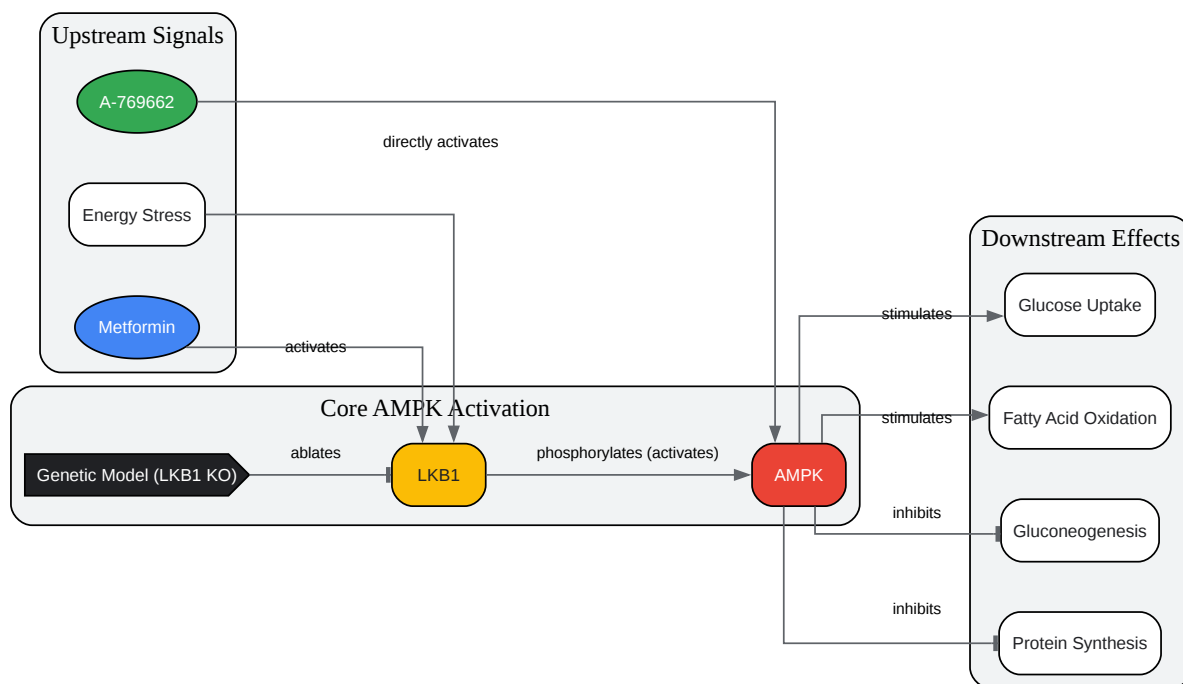 Upstream Signals
A-769662
directly activates
Energy Stress
Metformin
activates
Core AMPK Activation
Genetic Model (LKB1 KO)
ablates
LKB1
phosphorylates (activates)
AMPK
Downstream Effects
stimulates
Glucose Uptake
stimulates
Fatty Acid Oxidation
inhibits
Gluconeogenesis
inhibits
Protein Synthesis